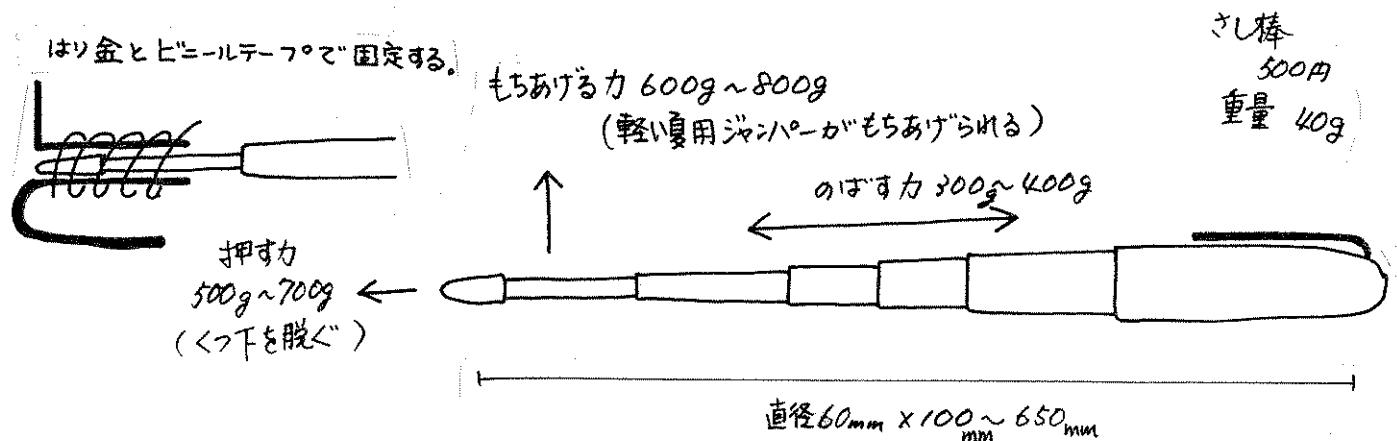 はり金とビニールテープで固定する。
もちあげる力 600g～800g
(軽い夏用ジャンパーがもちあげられる)
さし棒
500円
重量 40g
のばす力 300g～400g
押す力
500g～700g
(くつ下を脱ぐ)
直径60mm×100mm～650mm